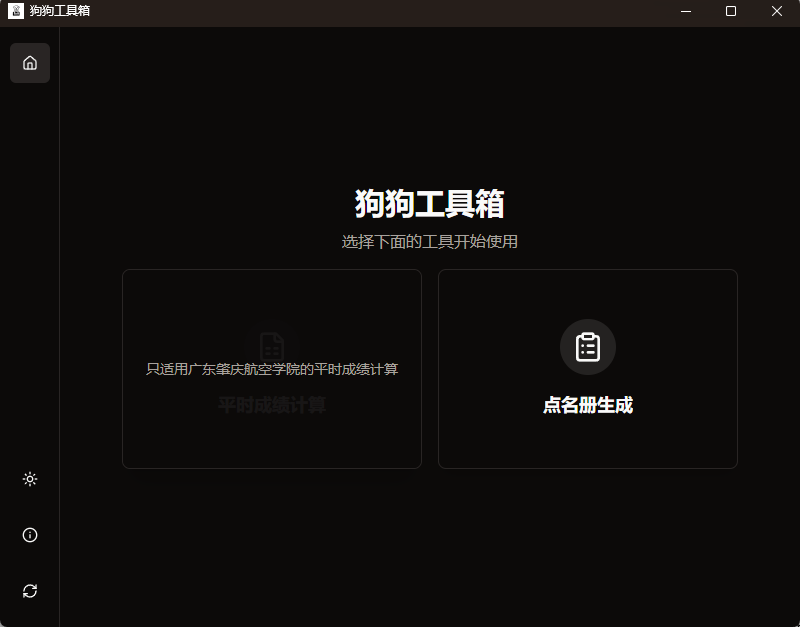 狗狗工具箱
狗狗工具箱
选择下面的工具开始使用
只适用广东肇庆航空学院的平时成绩计算
平时成绩计算
点名册生成